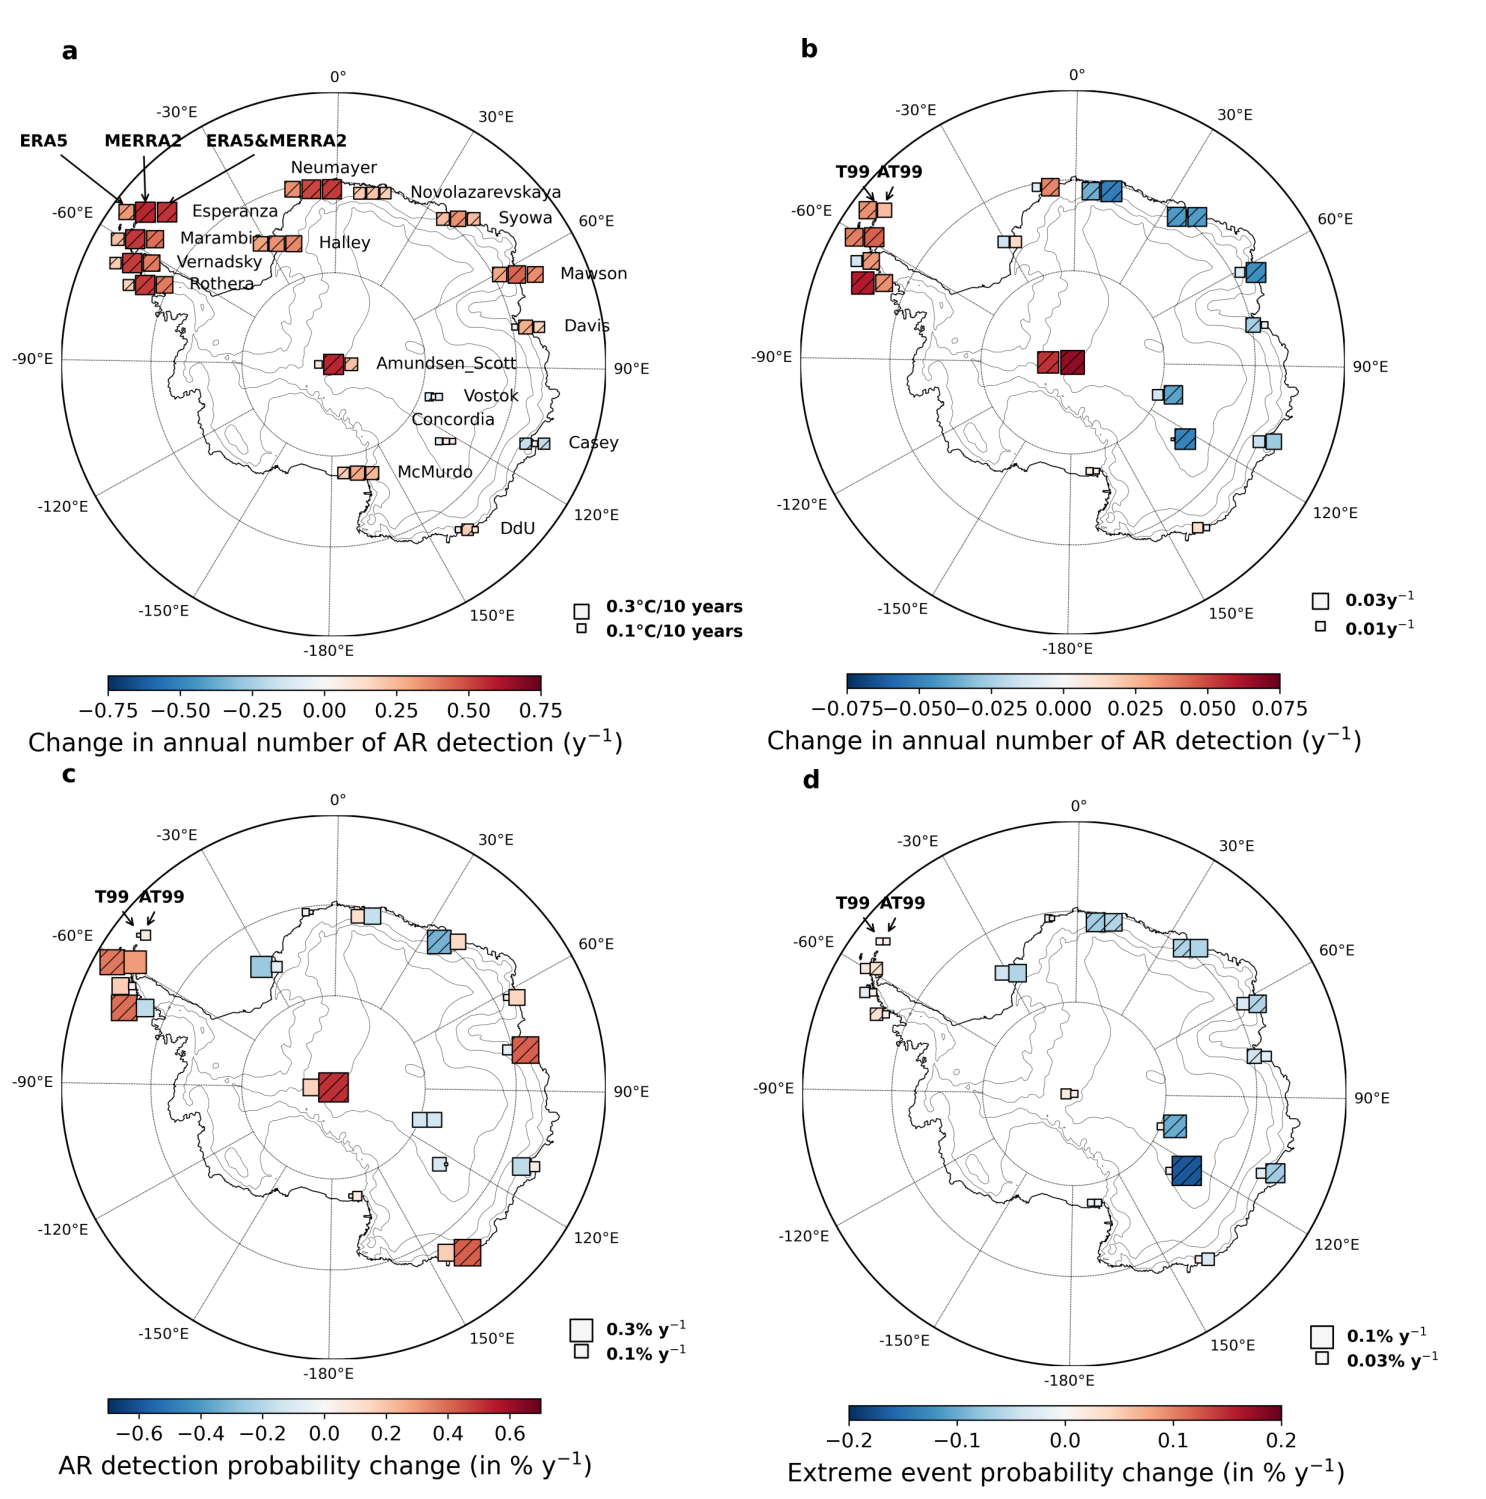 a
0°
-30°E
30°E
ERA5
MERRA2
ERA5&MERRA2
Neumayer
Novolazarevskaya
-60°E
Esperanza
Syowa
60°E
Marambio
Halley
Vernadsky
Rothera
Mawson
Davis
-90°E
Amundsen_Scott
90°E
Vostok
Concordia
Casey
McMurdo
-120°E
120°E
DdU
-150°E
150°E
-180°E
0.3°C/10 years
0.1°C/10 years
−0.75 −0.50 −0.25 0.00 0.25 0.50 0.75
Change in annual number of AR detection (y⁻¹)
b
0°
-30°E
30°E
T99 AT99
-60°E
60°E
-90°E
90°E
-120°E
120°E
-150°E
150°E
-180°E
0.03y⁻¹
0.01y⁻¹
−0.075 −0.050 −0.025 0.000 0.025 0.050 0.075
Change in annual number of AR detection (y⁻¹)
c
0°
-30°E
30°E
T99 AT99
-60°E
60°E
-90°E
90°E
-120°E
120°E
-150°E
150°E
-180°E
0.3% y⁻¹
0.1% y⁻¹
−0.6 −0.4 −0.2 0.0 0.2 0.4 0.6
AR detection probability change (in % y⁻¹)
d
0°
-30°E
30°E
T99 AT99
-60°E
60°E
-90°E
90°E
-120°E
120°E
-150°E
150°E
-180°E
0.1% y⁻¹
0.03% y⁻¹
−0.2 −0.1 0.0 0.1 0.2
Extreme event probability change (in % y⁻¹)